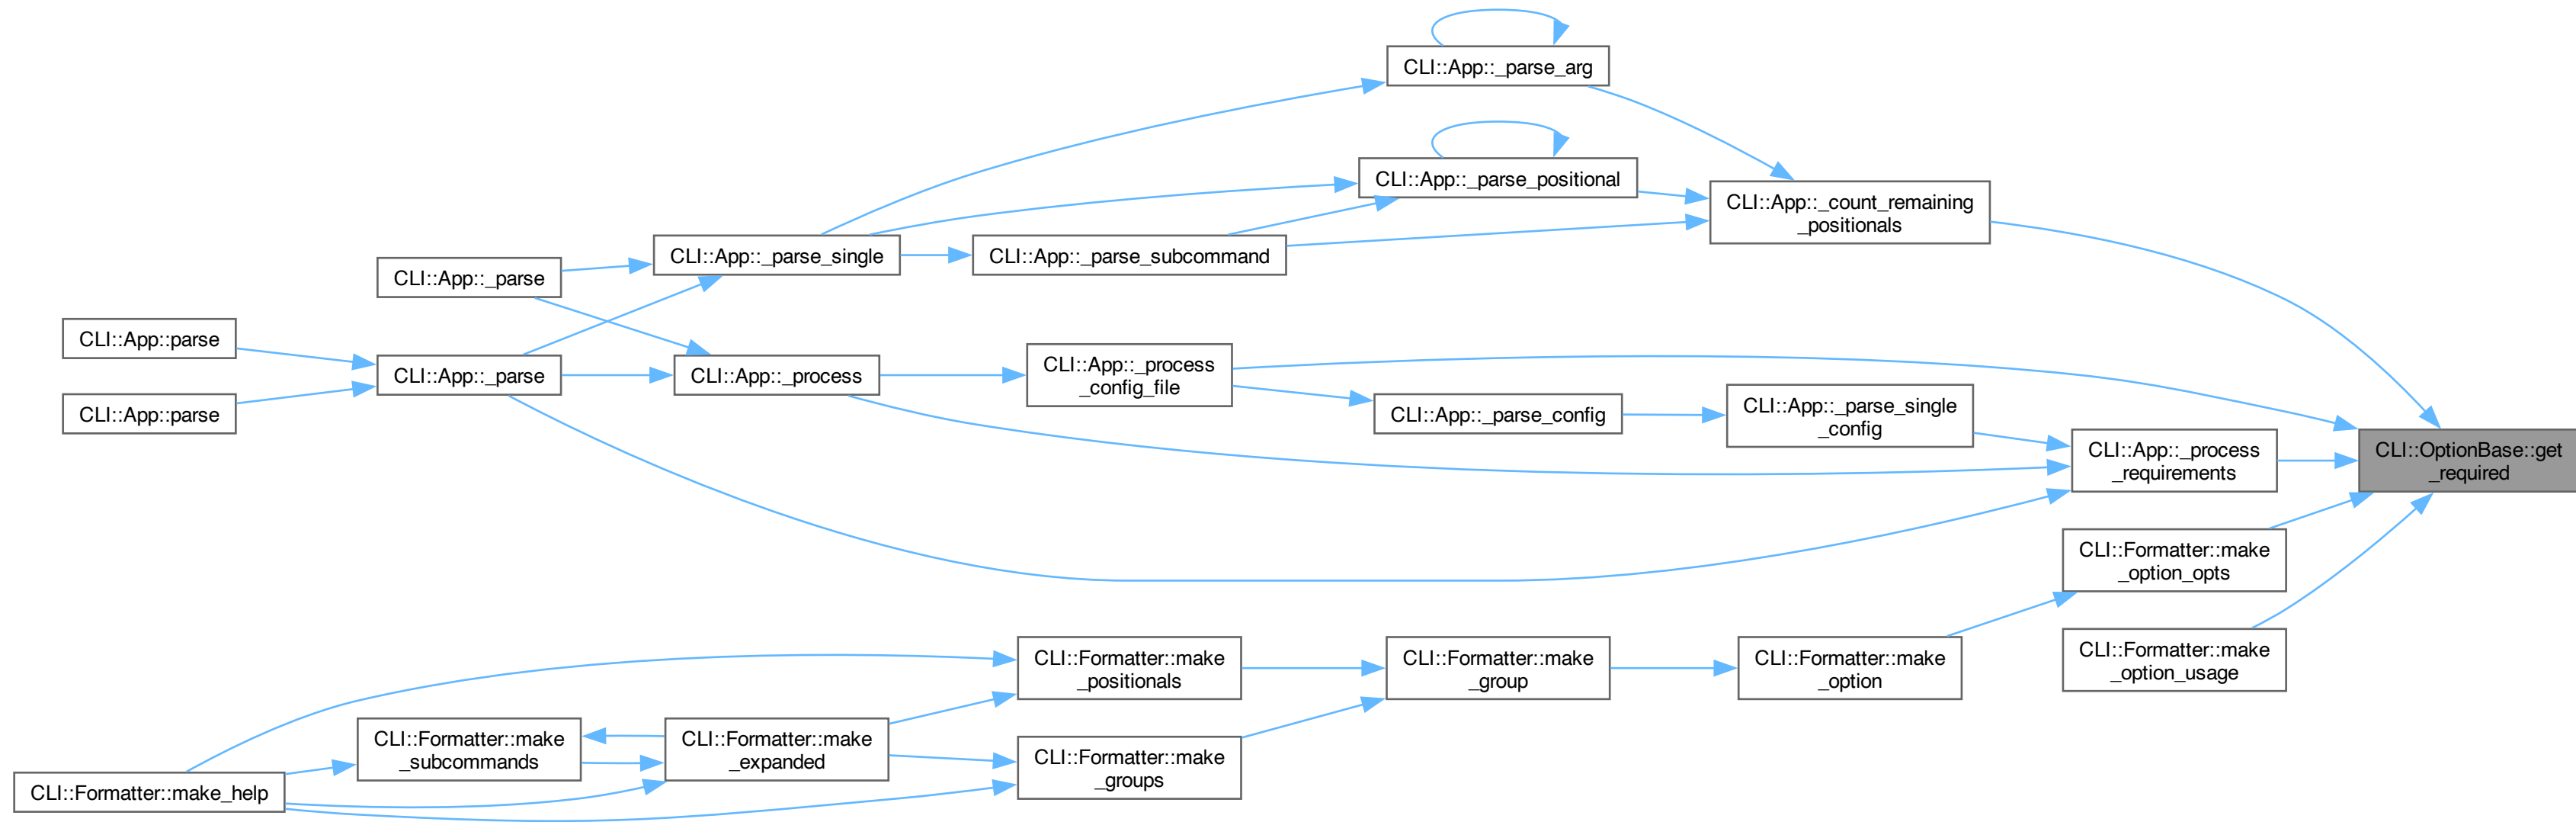 CLI::App::_parse_arg
CLI::App::_parse_positional
CLI::App::_count_remaining
_positionals
CLI::App::_parse_single
CLI::App::_parse_subcommand
CLI::App::_parse
CLI::App::parse
CLI::App::_parse
CLI::App::_process
CLI::App::_process
_config_file
CLI::App::parse
CLI::App::_parse_config
CLI::App::_parse_single
_config
CLI::App::_process
_requirements
CLI::OptionBase::get
_required
CLI::Formatter::make
_option_opts
CLI::Formatter::make
_positionals
CLI::Formatter::make
_group
CLI::Formatter::make
_option
CLI::Formatter::make
_option_usage
CLI::Formatter::make
_subcommands
CLI::Formatter::make
_expanded
CLI::Formatter::make
_groups
CLI::Formatter::make_help